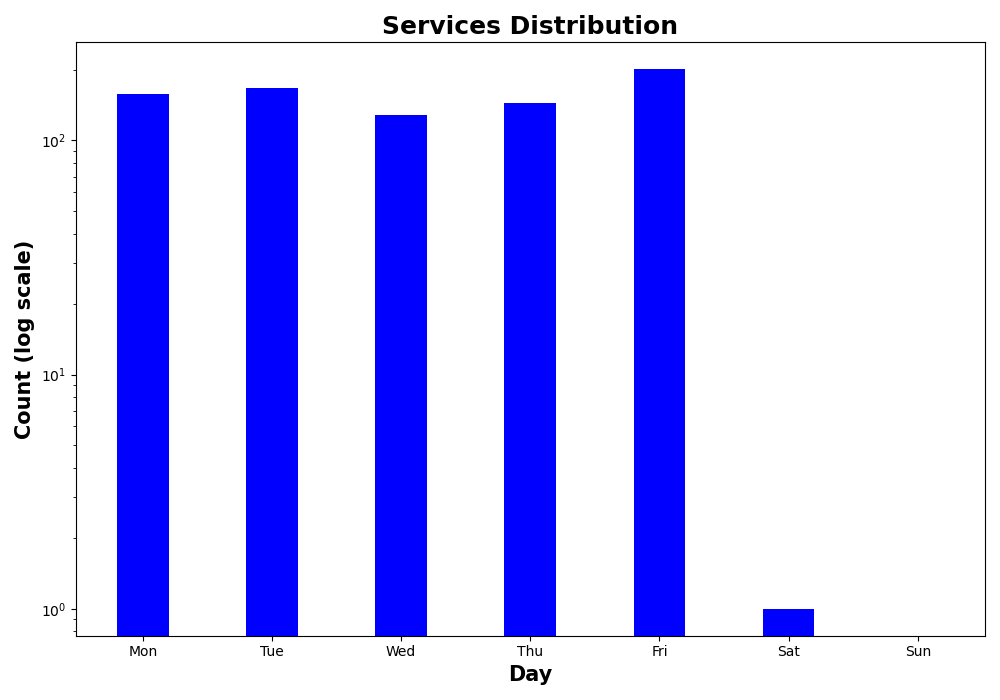 Services Distribution
Count (log scale)
10²
10¹
10⁰
Mon Tue Wed Thu Fri Sat Sun
Day